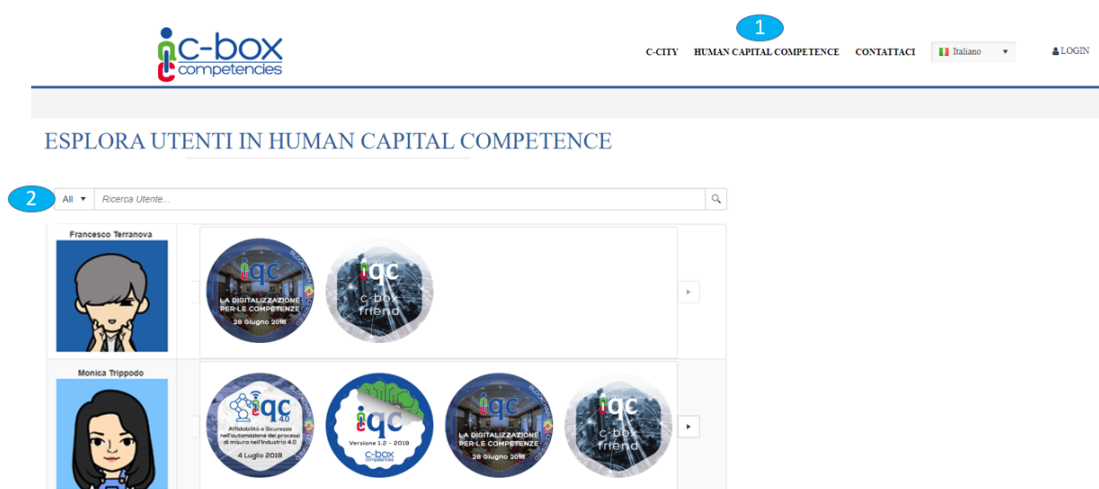 1
c-box
competencies
C-CITY HUMAN CAPITAL COMPETENCE CONTATTACI Italiano LOGIN
ESPLORA UTENTI IN HUMAN CAPITAL COMPETENCE
2 All Ricerca Utente...
Francesco Terranova
iqc
LA DIGITALIZZAZIONE
PER LE COMPETENZE
28 Giugno 2018
iqc
c-box
friend
Monica Trippodo
iqc
4.0
Affidabilità e Sicurezza
nell'automazione dei processi
di misura nell'Industria 4.0
4 Luglio 2019
iqc
Versione 1.2 - 2019
c-box
competencies
iqc
LA DIGITALIZZAZIONE
PER LE COMPETENZE
28 Giugno 2018
iqc
c-box
friend